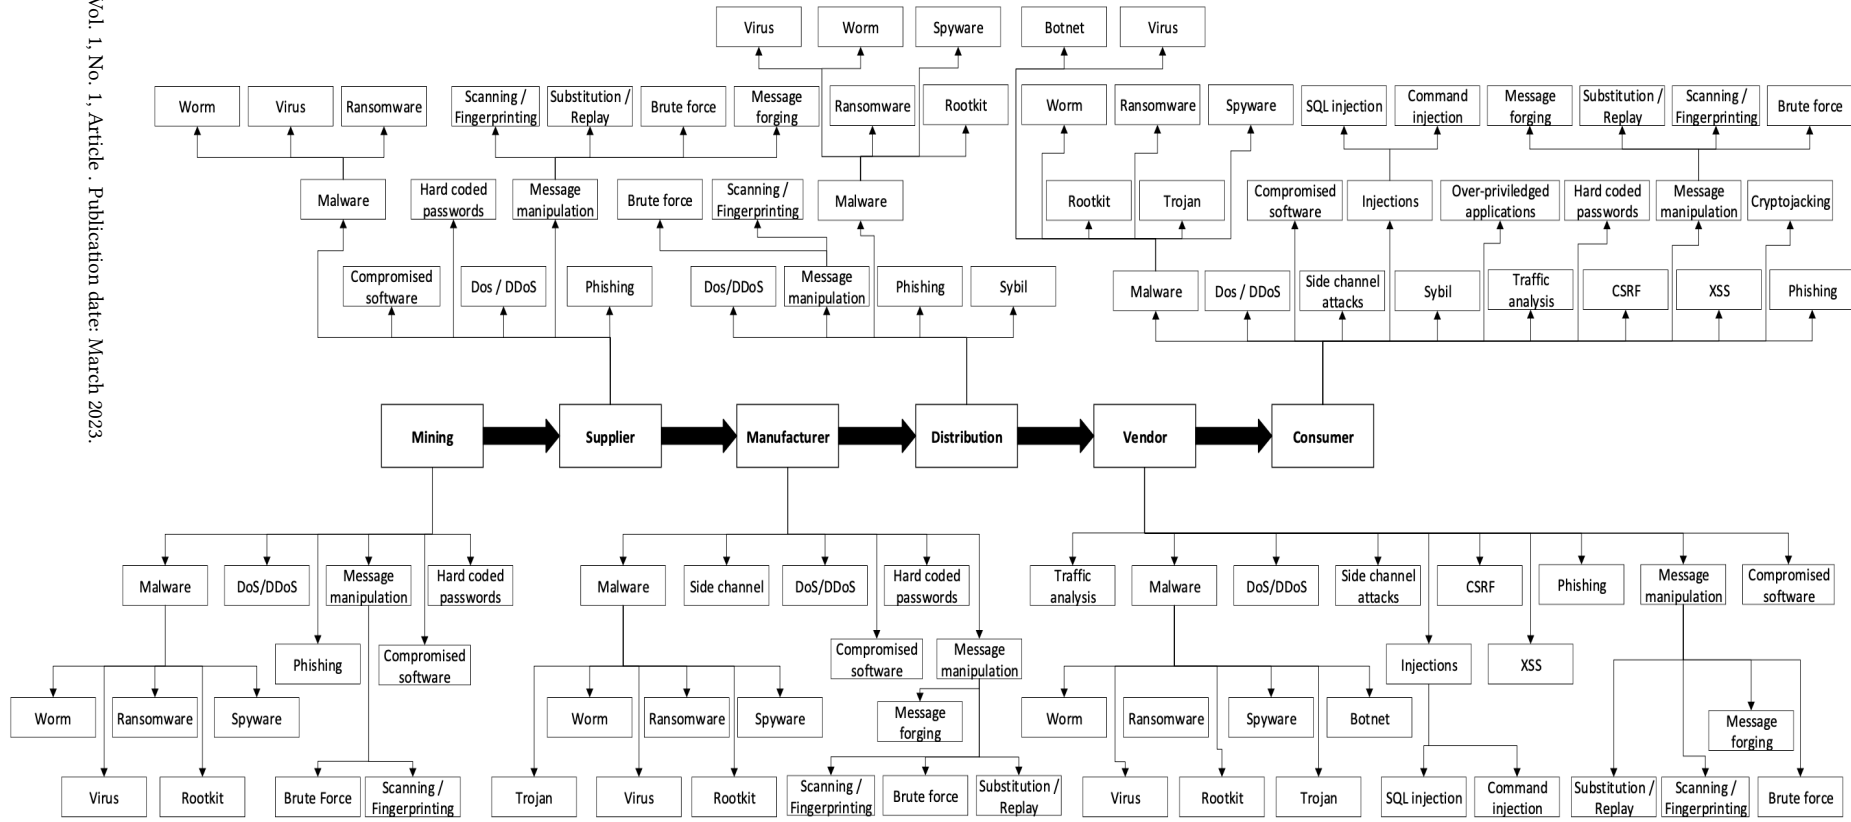 Vol. 1, No. 1, Article . Publication date: March 2023.
Virus
Worm
Spyware
Botnet
Virus
Worm
Virus
Ransomware
Scanning /
Fingerprinting
Substitution /
Replay
Brute force
Message
forging
Ransomware
Rootkit
Worm
Ransomware
Spyware
SQL injection
Command
injection
Message
forging
Substitution /
Replay
Scanning /
Fingerprinting
Brute force
Malware
Hard coded
passwords
Message
manipulation
Brute force
Scanning /
Fingerprinting
Malware
Rootkit
Trojan
Compromised
software
Injections
Over-priviledged
applications
Hard coded
passwords
Message
manipulation
Cryptojacking
Compromised
software
Dos / DDoS
Phishing
Dos/DDoS
Message
manipulation
Phishing
Sybil
Malware
Dos / DDoS
Side channel
attacks
Sybil
Traffic
analysis
CSRF
XSS
Phishing
Mining
Supplier
Manufacturer
Distribution
Vendor
Consumer
Malware
DoS/DDoS
Message
manipulation
Hard coded
passwords
Malware
Side channel
DoS/DDoS
Hard coded
passwords
Traffic
analysis
Malware
DoS/DDoS
Side channel
attacks
CSRF
Phishing
Message
manipulation
Compromised
software
Phishing
Compromised
software
Compromised
software
Message
manipulation
Injections
XSS
Worm
Ransomware
Spyware
Worm
Ransomware
Spyware
Message
forging
Worm
Ransomware
Spyware
Botnet
Message
forging
Virus
Rootkit
Brute Force
Scanning /
Fingerprinting
Trojan
Virus
Rootkit
Scanning /
Fingerprinting
Brute force
Substitution /
Replay
Virus
Rootkit
Trojan
SQL injection
Command
injection
Substitution /
Replay
Scanning /
Fingerprinting
Brute force